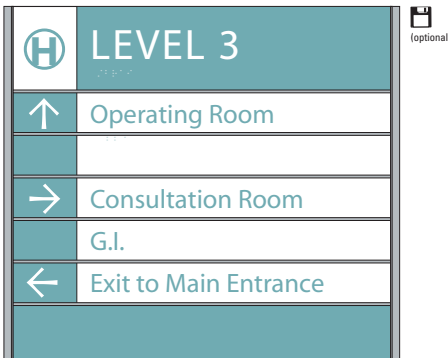 H LEVEL 3
(optional
Operating Room
Consultation Room
G.I.
Exit to Main Entrance